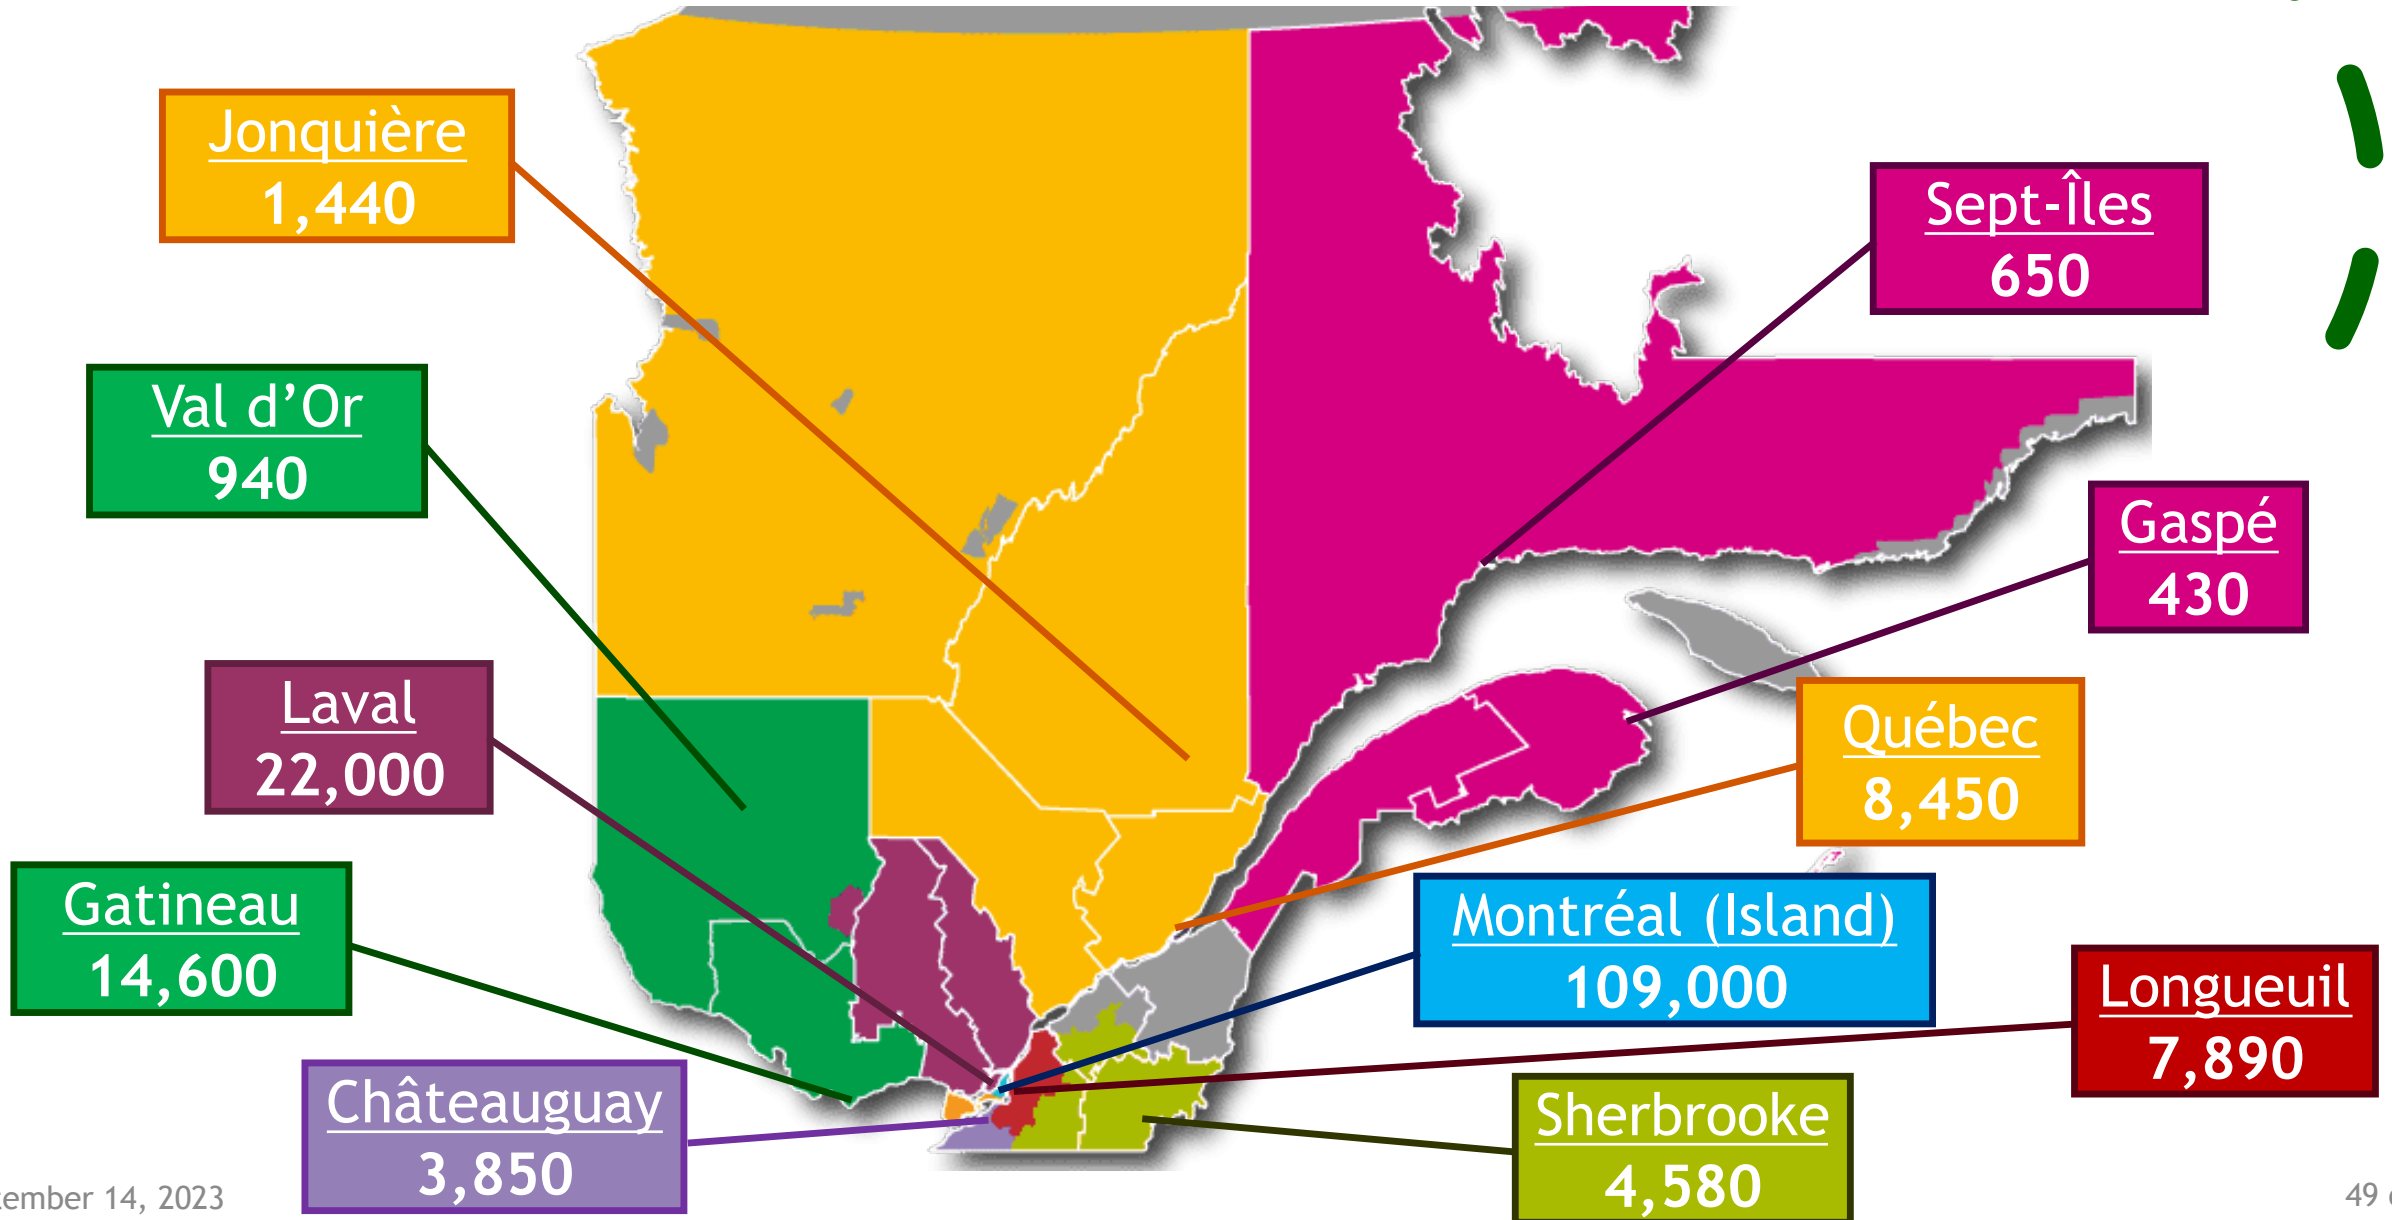 Jonquière
1,440
Sept-Îles
650
Val d’Or
940
Gaspé
430
Laval
22,000
Québec
8,450
Gatineau
14,600
Montréal (Island)
109,000
Longueuil
7,890
Châteauguay
3,850
Sherbrooke
4,580
14, 2023
49